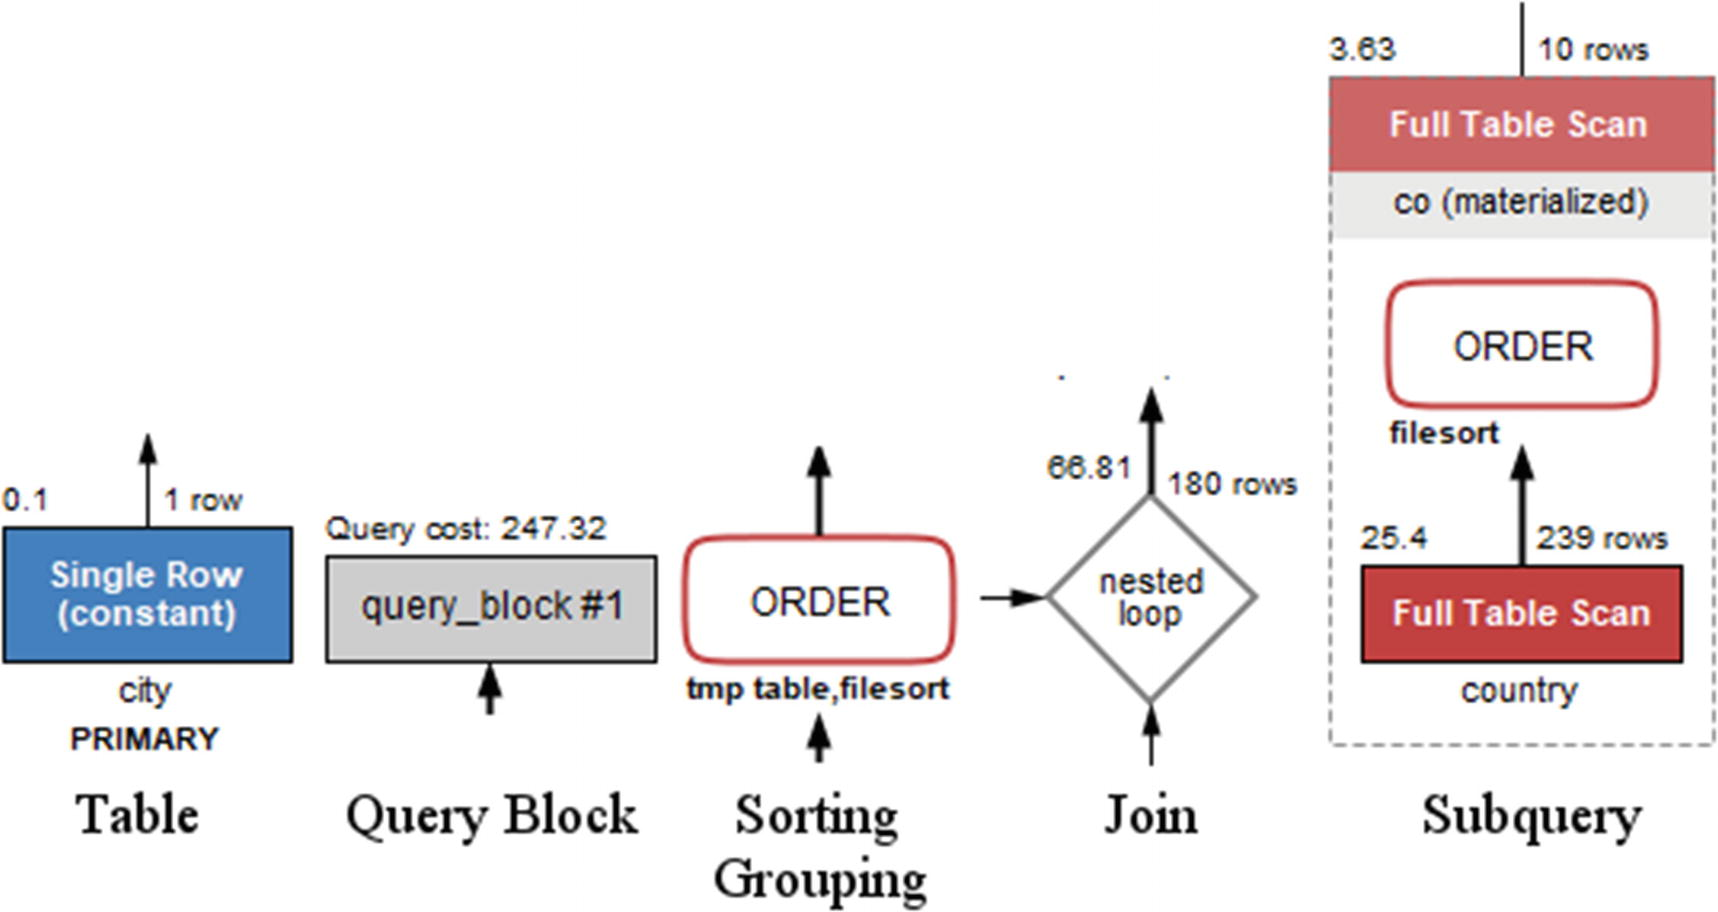 0.1
1 row
Single Row
(constant)
city
PRIMARY
Table
Query cost: 247.32
query_block #1
Query Block
ORDER
tmp table,filesort
Sorting
Grouping
66.81
180 rows
nested
loop
Join
3.63
10 rows
Full Table Scan
co (materialized)
ORDER
filesort
25.4
239 rows
Full Table Scan
country
Subquery